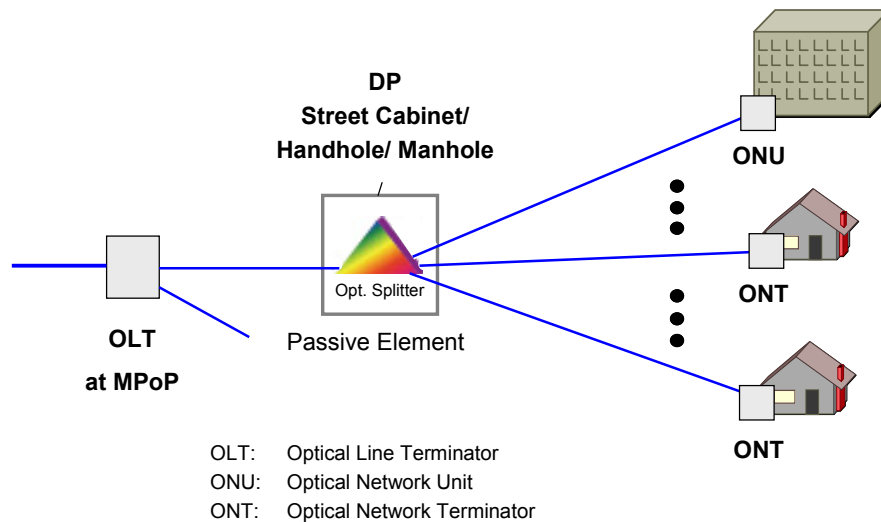 DP
Street Cabinet/
Handhole/ Manhole
ONU
Opt. Splitter
ONT
OLT
at MPoP
Passive Element
ONT
OLT: Optical Line Terminator
ONU: Optical Network Unit
ONT: Optical Network Terminator